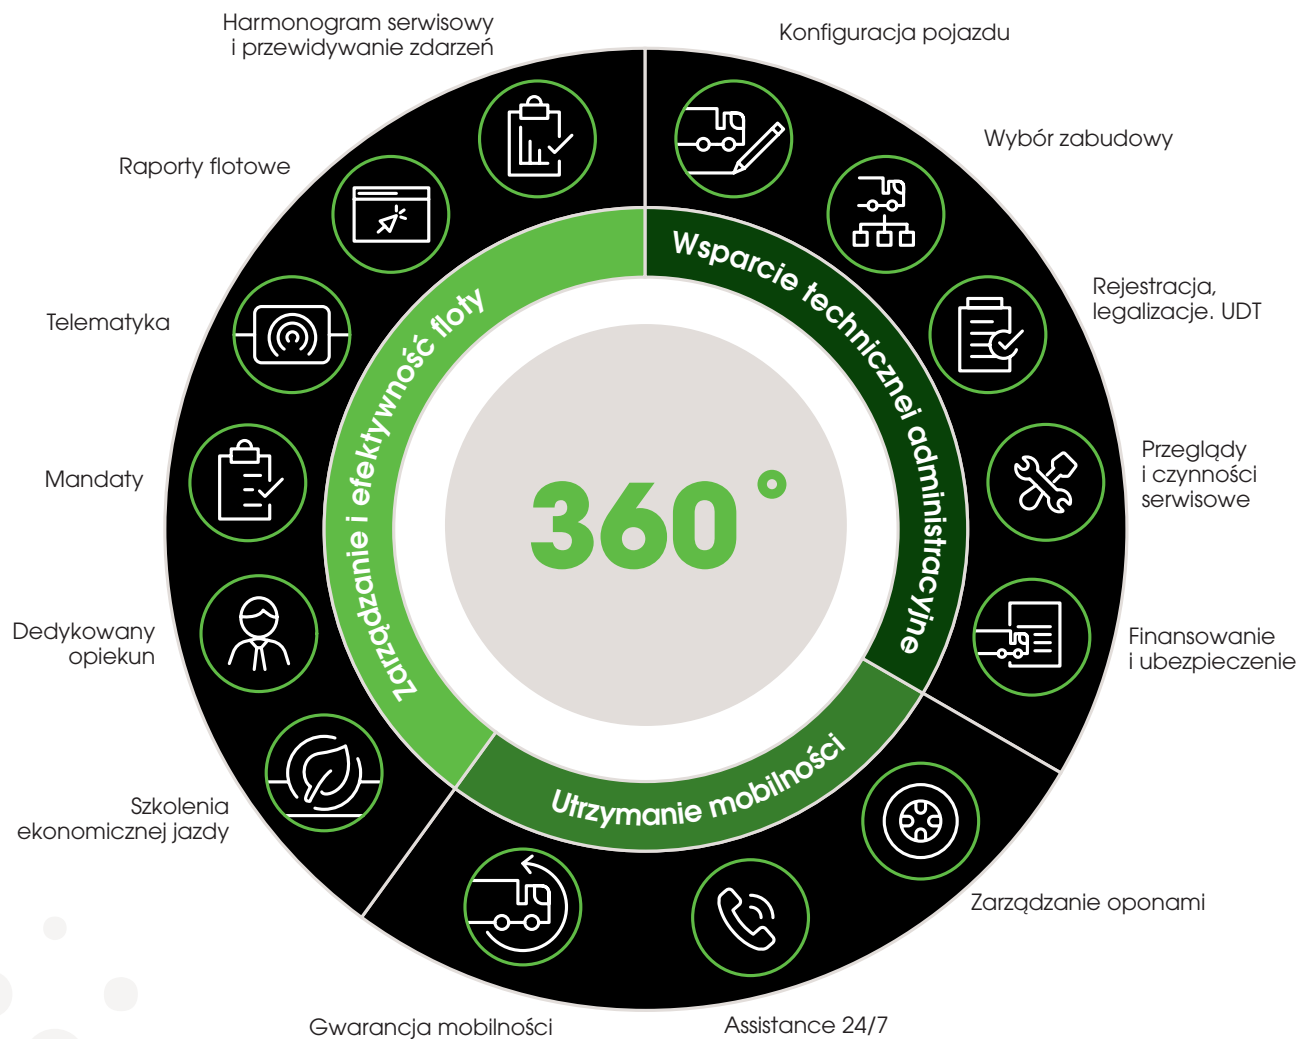 Harmonogram serwisowy
i przewidywanie zdarzeń
Konfiguracja pojazdu
Wybór zabudowy
Raporty flotowe
Rejestracja,
legalizacje. UDT
Telematyka
Przeglądy
i czynności
serwisowe
Mandaty
Finansowanie
i ubezpieczenie
Dedykowany
opiekun
Szkolenia
ekonomicznej jazdy
Zarządzanie oponami
Gwarancja mobilności
Assistance 24/7
Wsparcie technicznei administracyjne
Utrzymanie mobilności
Zarządzanie i efektywność floty
360°